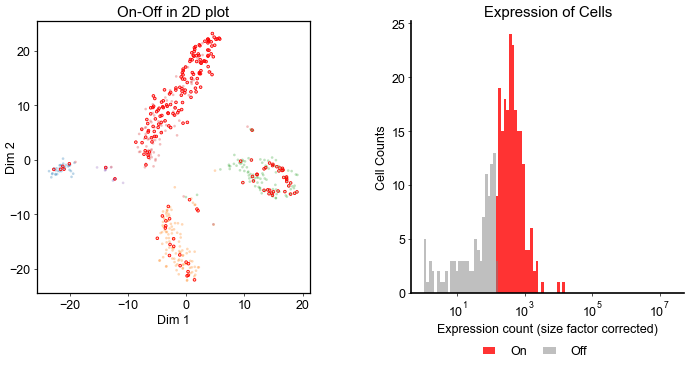 On-Off in 2D plot
Dim 2
20
10
0
−10
−20
−20 −10 0 10 20
Dim 1
Expression of Cells
Cell Counts
25
20
15
10
5
0
10^1 10^3 10^5 10^7
Expression count (size factor corrected)
On Off